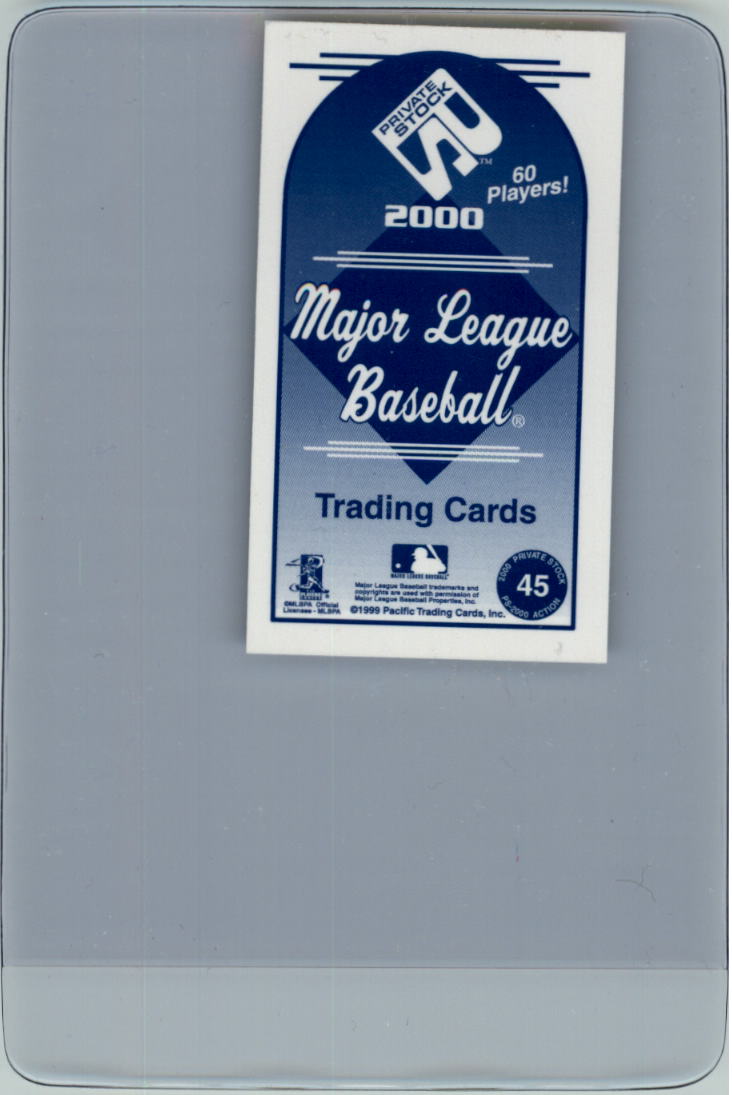 PRIVATE
STOCK
TM
60
Players!
2000
Major League
Baseball®
Trading Cards
PLAYERS
MAJOR LEAGUE BASEBALL
©MLBPA Official
Licensee - MLBPA
Major League Baseball trademarks and
copyrights are used with permission of
Major League Baseball Properties, Inc.
©1999 Pacific Trading Cards, Inc.
2000 PRIVATE STOCK
45
PS-2000 ACTION